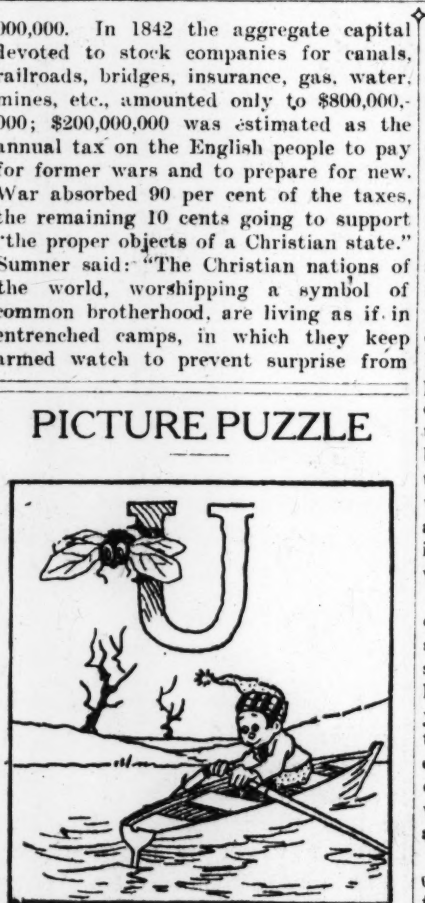 000,000. In 1842 the aggregate capital
devoted to stock companies for canals,
railroads, bridges, insurance, gas, water,
mines, etc., amounted only to $800,000,-
000; $200,000,000 was estimated as the
annual tax on the English people to pay
for former wars and to prepare for new.
War absorbed 90 per cent of the taxes,
the remaining 10 cents going to support
"the proper objects of a Christian state."
Sumner said: "The Christian nations of
the world, worshipping a symbol of
common brotherhood, are living as if in
entrenched camps, in which they keep
armed watch to prevent surprise from
PICTURE PUZZLE
U